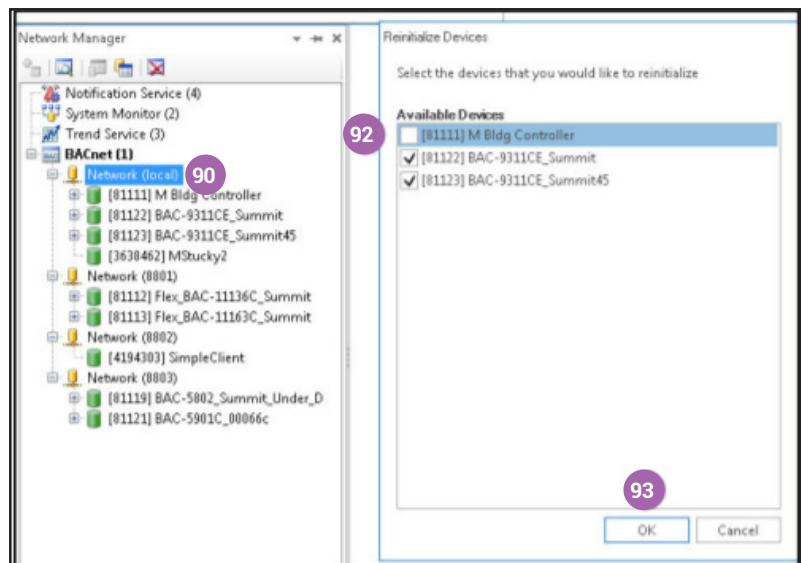 Network Manager
Notification Service (4)
System Monitor (2)
Trend Service (3)
BACnet (1)
Network (local)
90
[81111] M Bldg Controller
[81122] BAC-9311CE_Summit
[81123] BAC-9311CE_Summit45
[3638462] MStucky2
Network (8801)
[81112] Flex_BAC-11136C_Summit
[81113] Flex_BAC-11163C_Summit
Network (8802)
[4194303] SimpleClient
Network (8803)
[81119] BAC-5802_Summit_Under_D
[81121] BAC-5901C_00066c
Reinitialize Devices
Select the devices that you would like to reinitialize
Available Devices
92
[81111] M Bldg Controller
[81122] BAC-9311CE_Summit
[81123] BAC-9311CE_Summit45
93
OK
Cancel